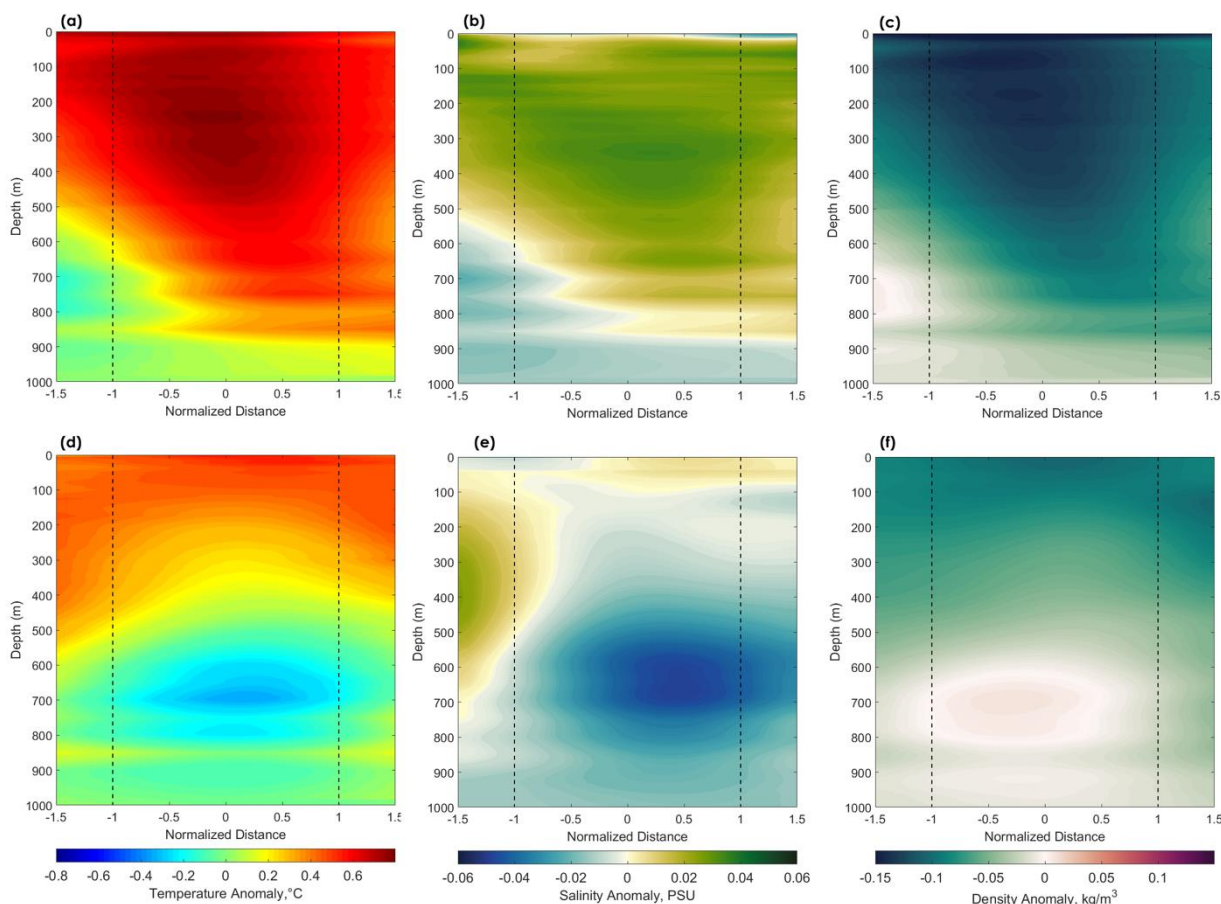 (a) (b) (c)
0 0 0
100 100 100
200 200 200
300 300 300
400 400 400
Depth (m) Depth (m) Depth (m)
500 500 500
600 600 600
700 700 700
800 800 800
900 900 900
1000 1000 1000
-1.5 -1 -0.5 0 0.5 1 1.5 -1.5 -1 -0.5 0 0.5 1 1.5 -1.5 -1 -0.5 0 0.5 1 1.5
Normalized Distance Normalized Distance Normalized Distance
(d) (e) (f)
0 0 0
100 100 100
200 200 200
300 300 300
400 400 400
Depth (m) Depth (m) Depth (m)
500 500 500
600 600 600
700 700 700
800 800 800
900 900 900
1000 1000 1000
-1.5 -1 -0.5 0 0.5 1 1.5 -1.5 -1 -0.5 0 0.5 1 1.5 -1.5 -1 -0.5 0 0.5 1 1.5
Normalized Distance Normalized Distance Normalized Distance
-0.8 -0.6 -0.4 -0.2 0 0.2 0.4 0.6 -0.06 -0.04 -0.02 0 0.02 0.04 0.06 -0.15 -0.1 -0.05 0 0.05 0.1
Temperature Anomaly,°C Salinity Anomaly, PSU Density Anomaly, kg/m³